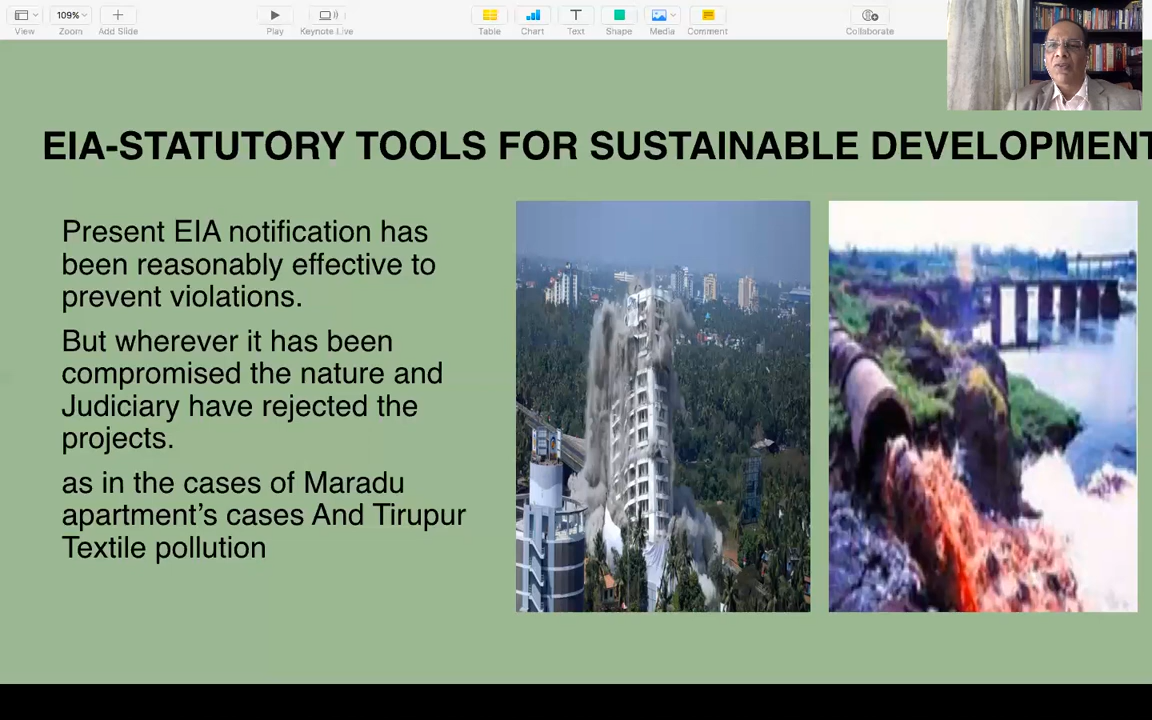 109%
View
Zoom
Add Slide
Play
Keynote Live
Table
Chart
Text
Shape
Media
Comment
Collaborate
EIA-STATUTORY TOOLS FOR SUSTAINABLE DEVELOPMENT
Present EIA notification has
been reasonably effective to
prevent violations.
But wherever it has been
compromised the nature and
Judiciary have rejected the
projects.
as in the cases of Maradu
apartment’s cases And Tirupur
Textile pollution